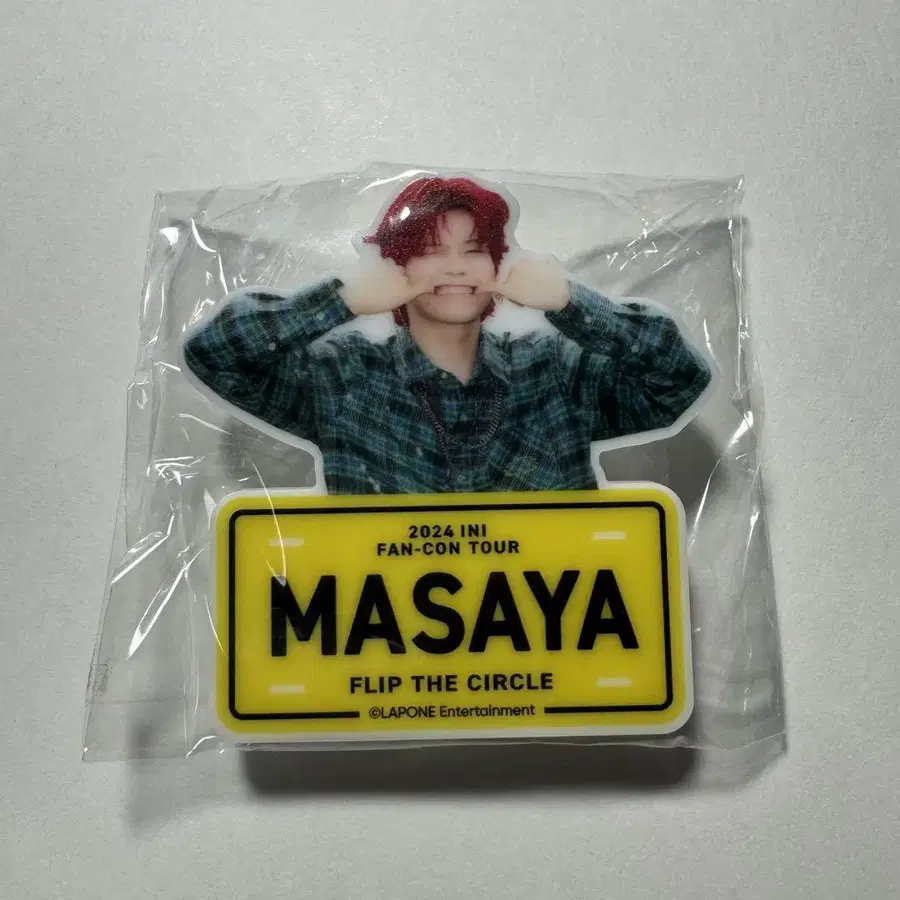 2024 INI
FAN-CON TOUR
MASAYA
FLIP THE CIRCLE
©LAPONE Entertainment